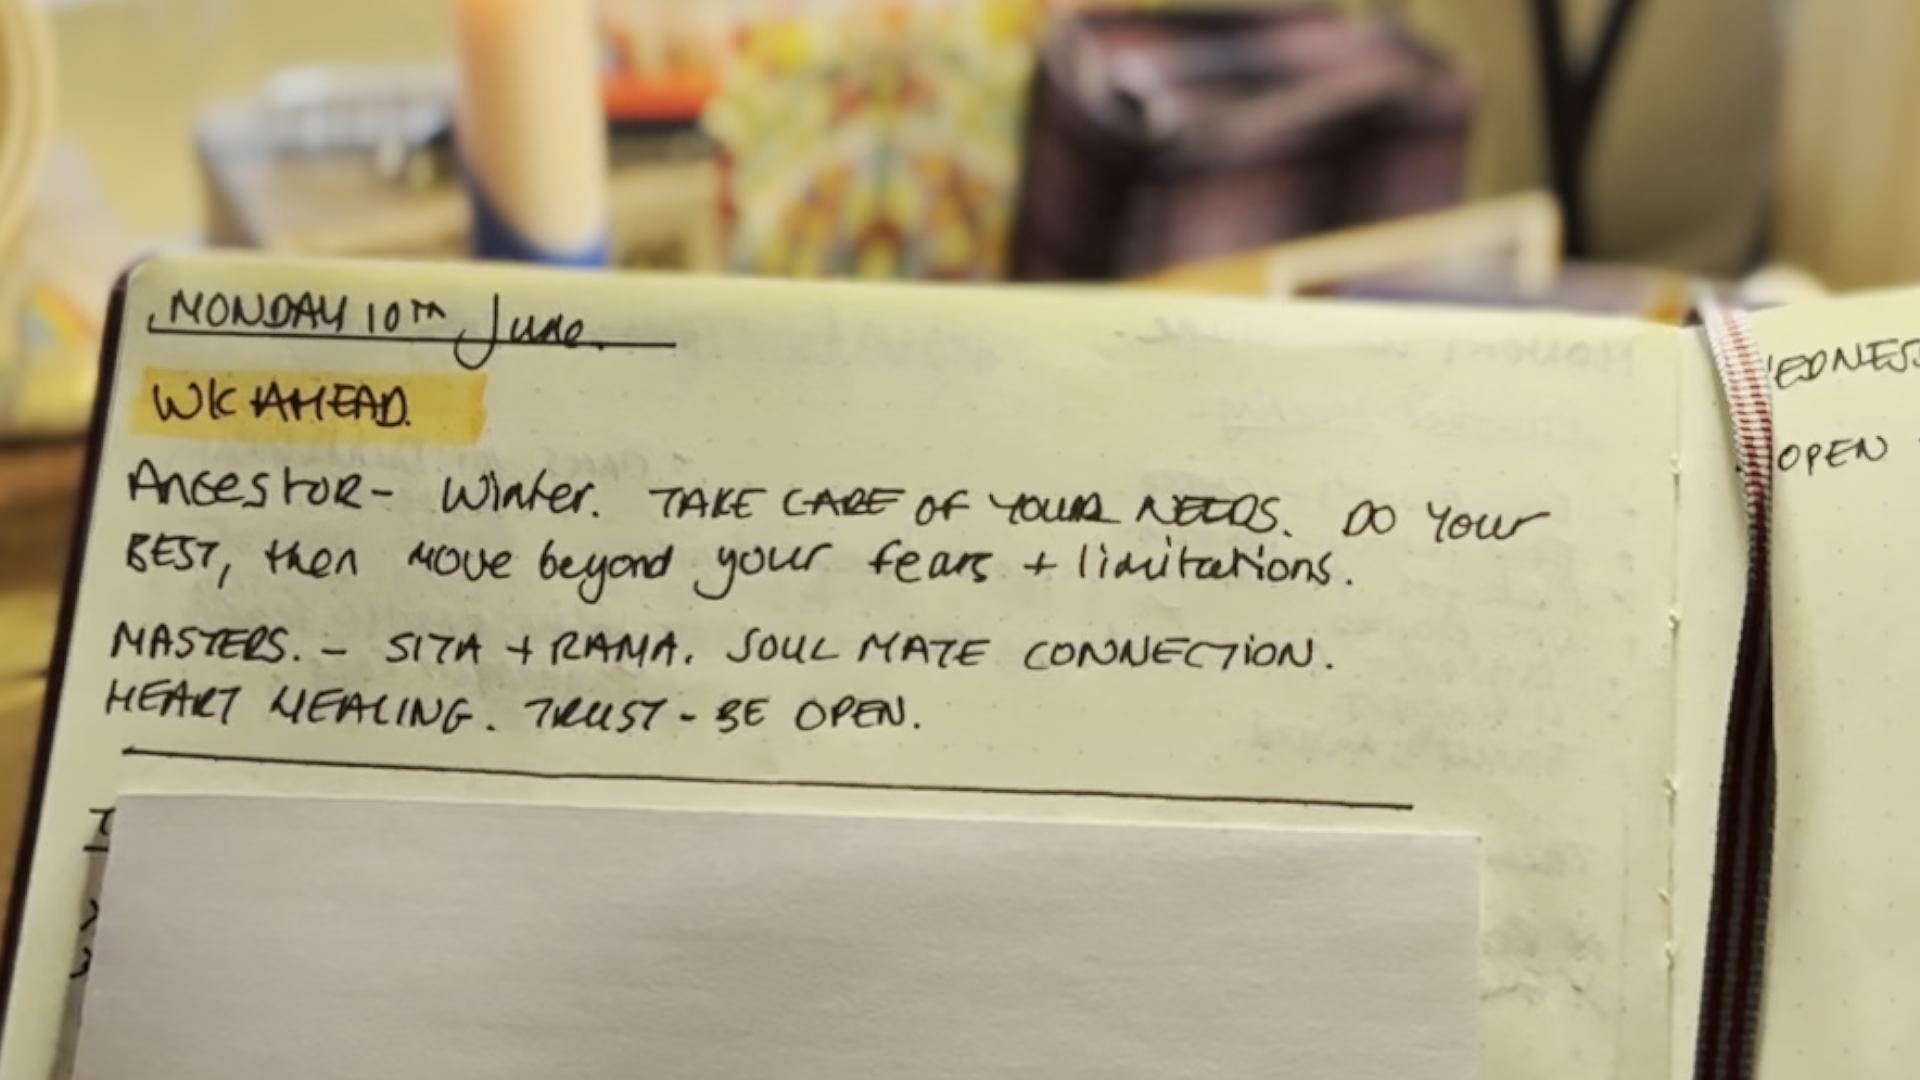 MONDAY 10TH June.
WK AHEAD.
Ancestor - Winter. TAKE CARE OF YOUR NEEDS. DO Your
BEST, then move beyond your fears + limitations.
MASTERS. - SITA + RAMA. SOUL MATE CONNECTION.
HEART HEALING. TRUST - BE OPEN.
EDNES
OPEN